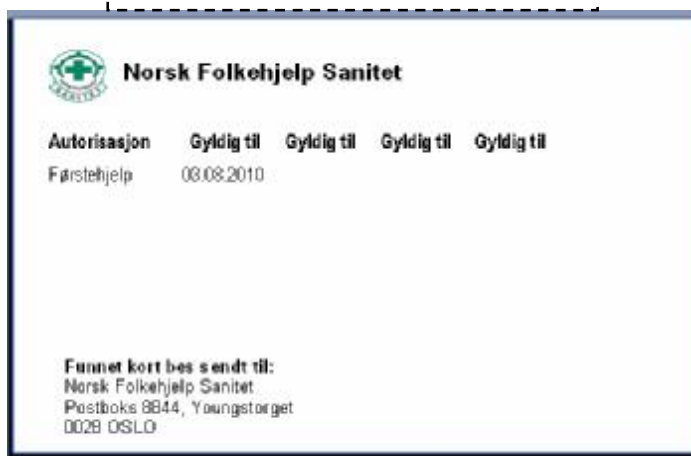 Norsk Folkehjelp Sanitet
SANITET
Autorisasjon Gyldig til Gyldig til Gyldig til Gyldig til
Førstehjelp 03.08.2010
Funnet kort bes sendt til:
Norsk Folkehjelp Sanitet
Postboks 8844, Youngstorget
0028 OSLO